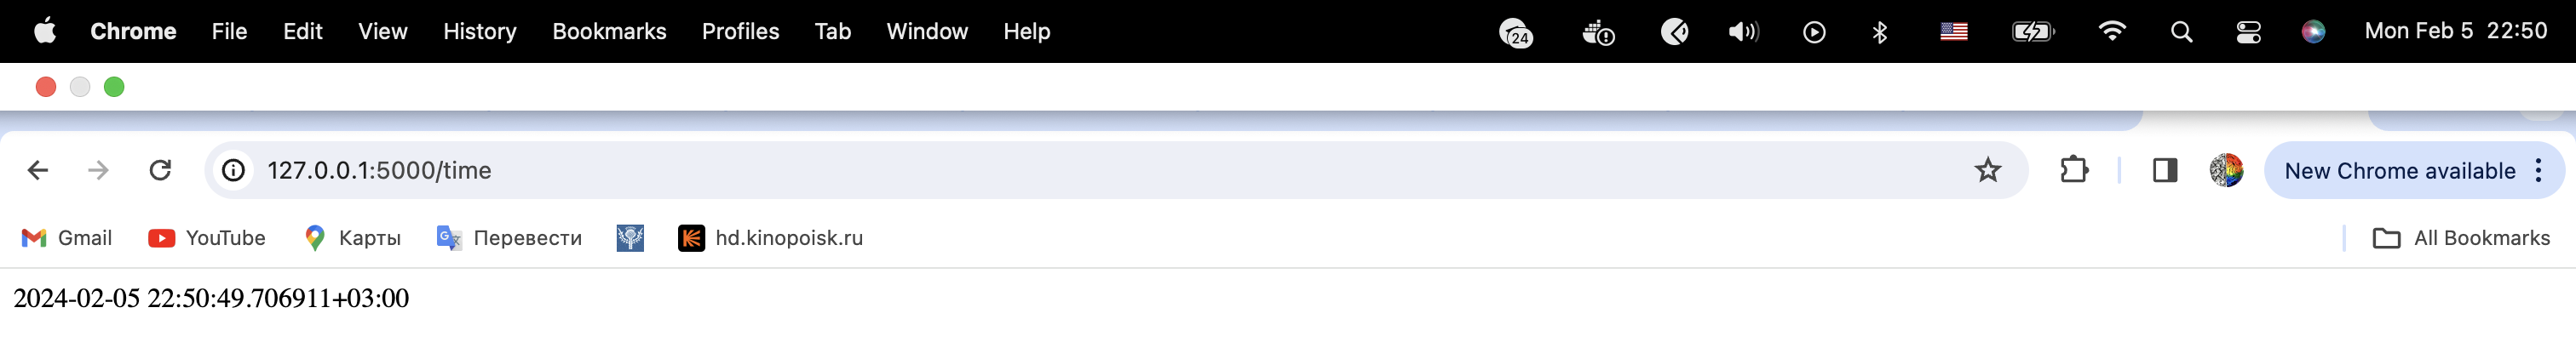 Chrome File Edit View History Bookmarks Profiles Tab Window Help 24 Mon Feb 5 22:50
127.0.0.1:5000/time New Chrome available
Gmail YouTube Карты Перевести hd.kinopoisk.ru All Bookmarks
2024-02-05 22:50:49.706911+03:00